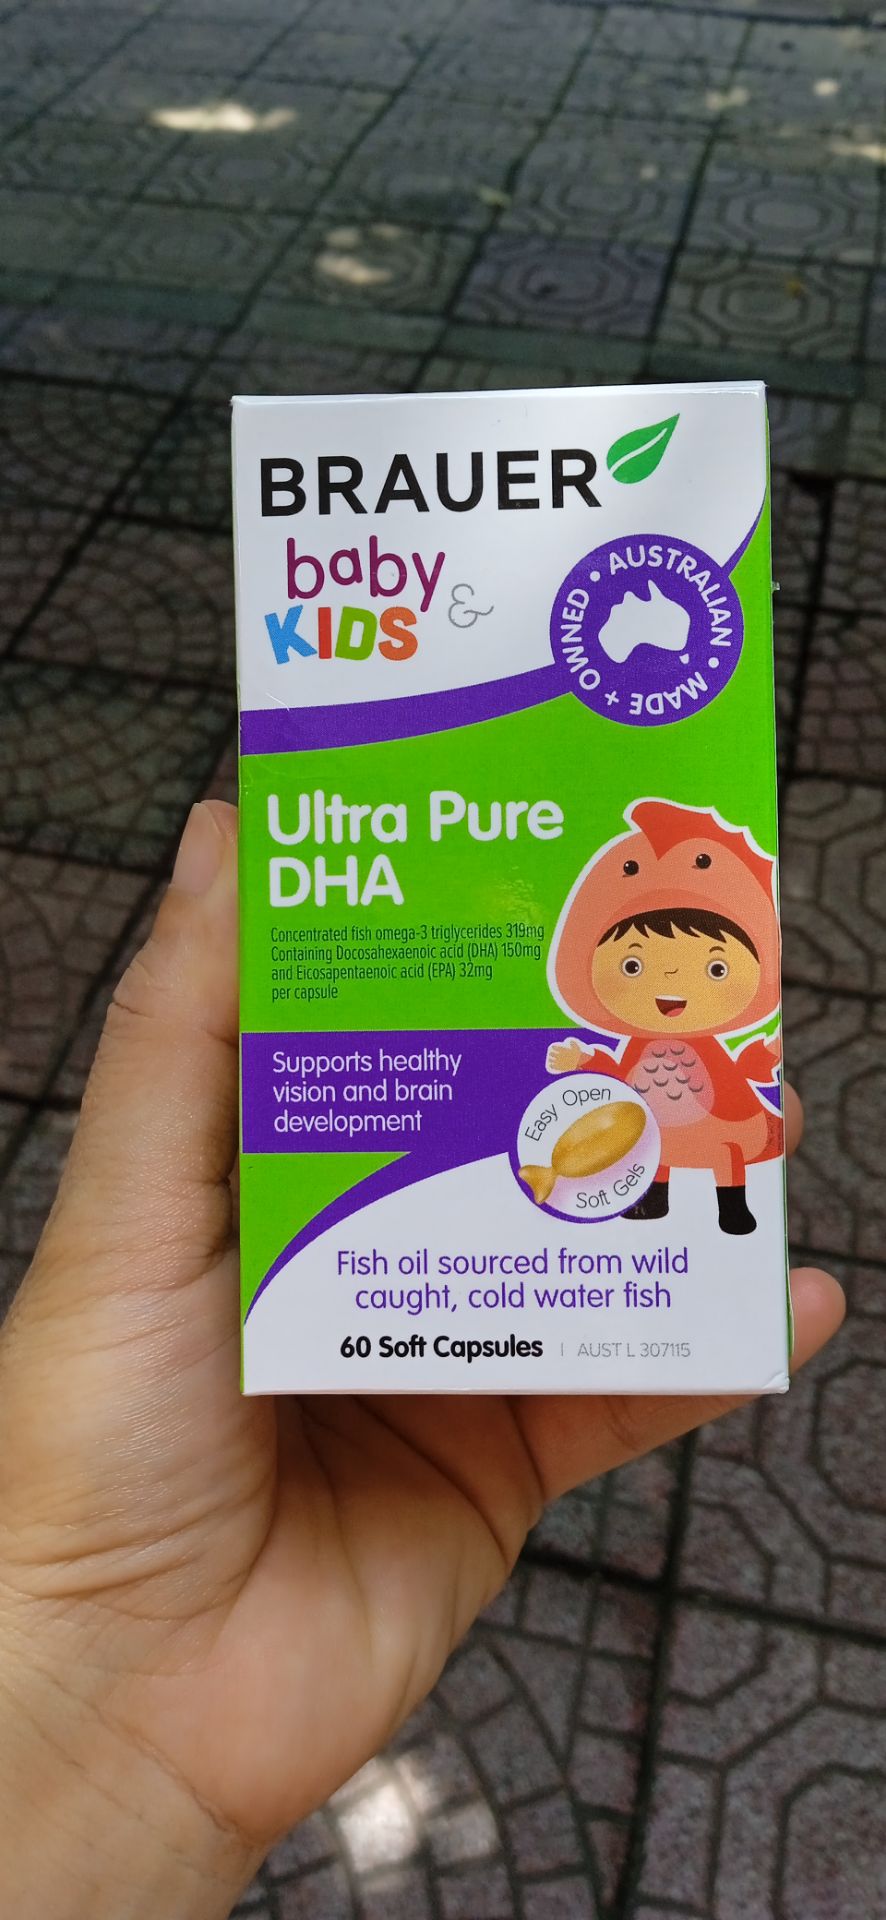 BRAUER
baby
& KIDS
AUSTRALIAN • MADE + OWNED •
Ultra Pure
DHA
Concentrated fish omega-3 triglycerides 319mg
Containing Docosahexaenoic acid (DHA) 150mg
and Eicosapentaenoic acid (EPA) 32mg
per capsule
Supports healthy
vision and brain
development
Easy Open
Soft Gels
Fish oil sourced from wild
caught, cold water fish
60 Soft Capsules | AUST L 307115